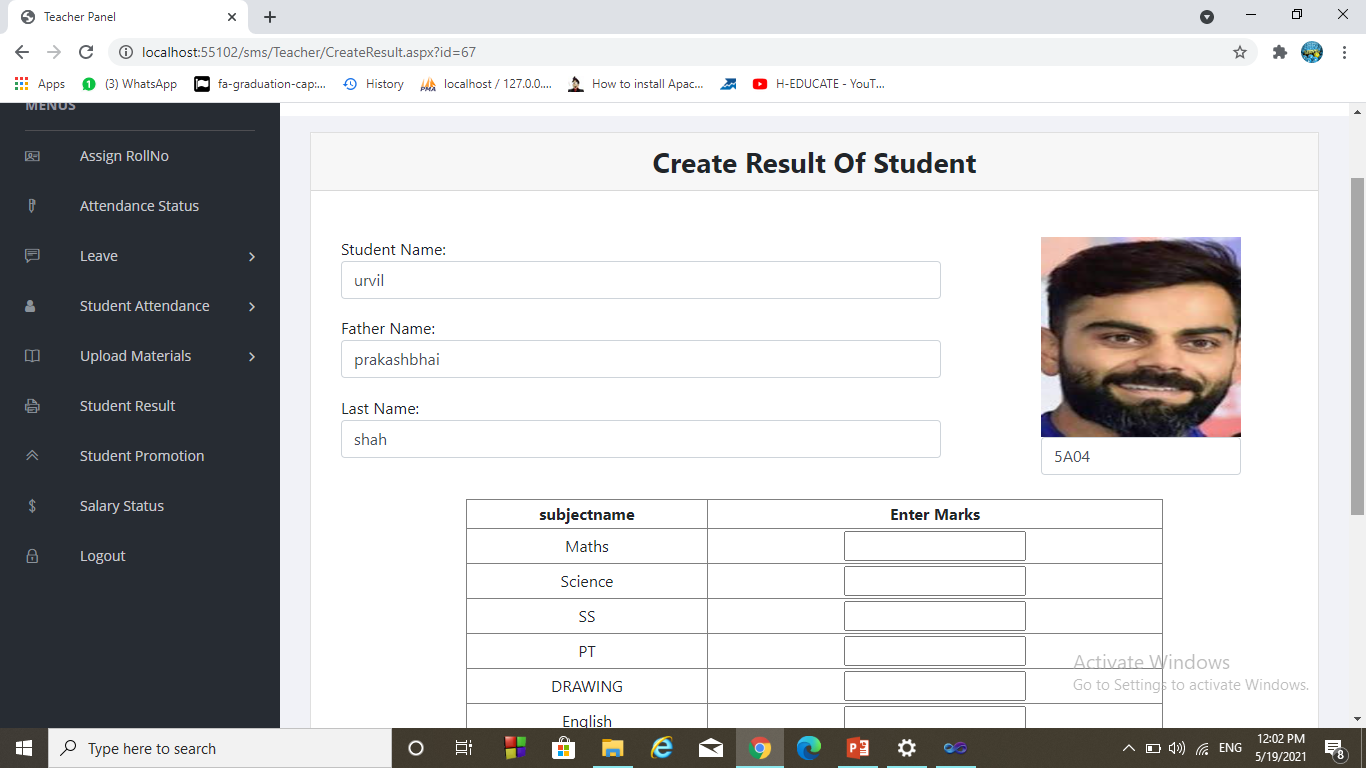 Teacher Panel
localhost:55102/sms/Teacher/CreateResult.aspx?id=67
Apps
1
(3) WhatsApp
fa-graduation-cap:...
History
PMA
localhost / 127.0.0....
How to install Apac...
H-EDUCATE - YouT...
MENUS
Assign RollNo
Attendance Status
Leave
Student Attendance
Upload Materials
Student Result
Student Promotion
Salary Status
Logout
Create Result Of Student
Student Name:
urvil
Father Name:
prakashbhai
Last Name:
shah
5A04
subjectname Enter Marks
Maths
Science
SS
PT
DRAWING
English
Activate Windows
Go to Settings to activate Windows.
Type here to search
ENG
12:02 PM
5/19/2021
8